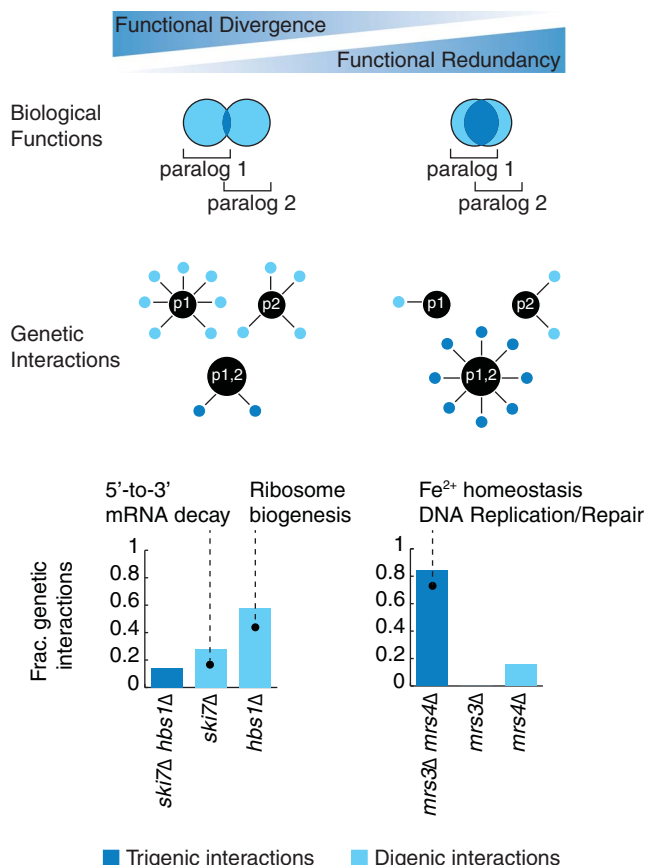 Functional Divergence
Functional Redundancy
Biological
Functions
paralog 1
paralog 2
paralog 1
paralog 2
Genetic
Interactions
p1
p2
p1,2
p1
p2
p1,2
5'-to-3'
mRNA decay
Ribosome
biogenesis
Fe²⁺ homeostasis
DNA Replication/Repair
Frac. genetic
interactions
1
0.8
0.6
0.4
0.2
0
ski7Δ hbs1Δ
ski7Δ
hbs1Δ
1
0.8
0.6
0.4
0.2
0
mrs3Δ mrs4Δ
mrs3Δ
mrs4Δ
Trigenic interactions
Digenic interactions